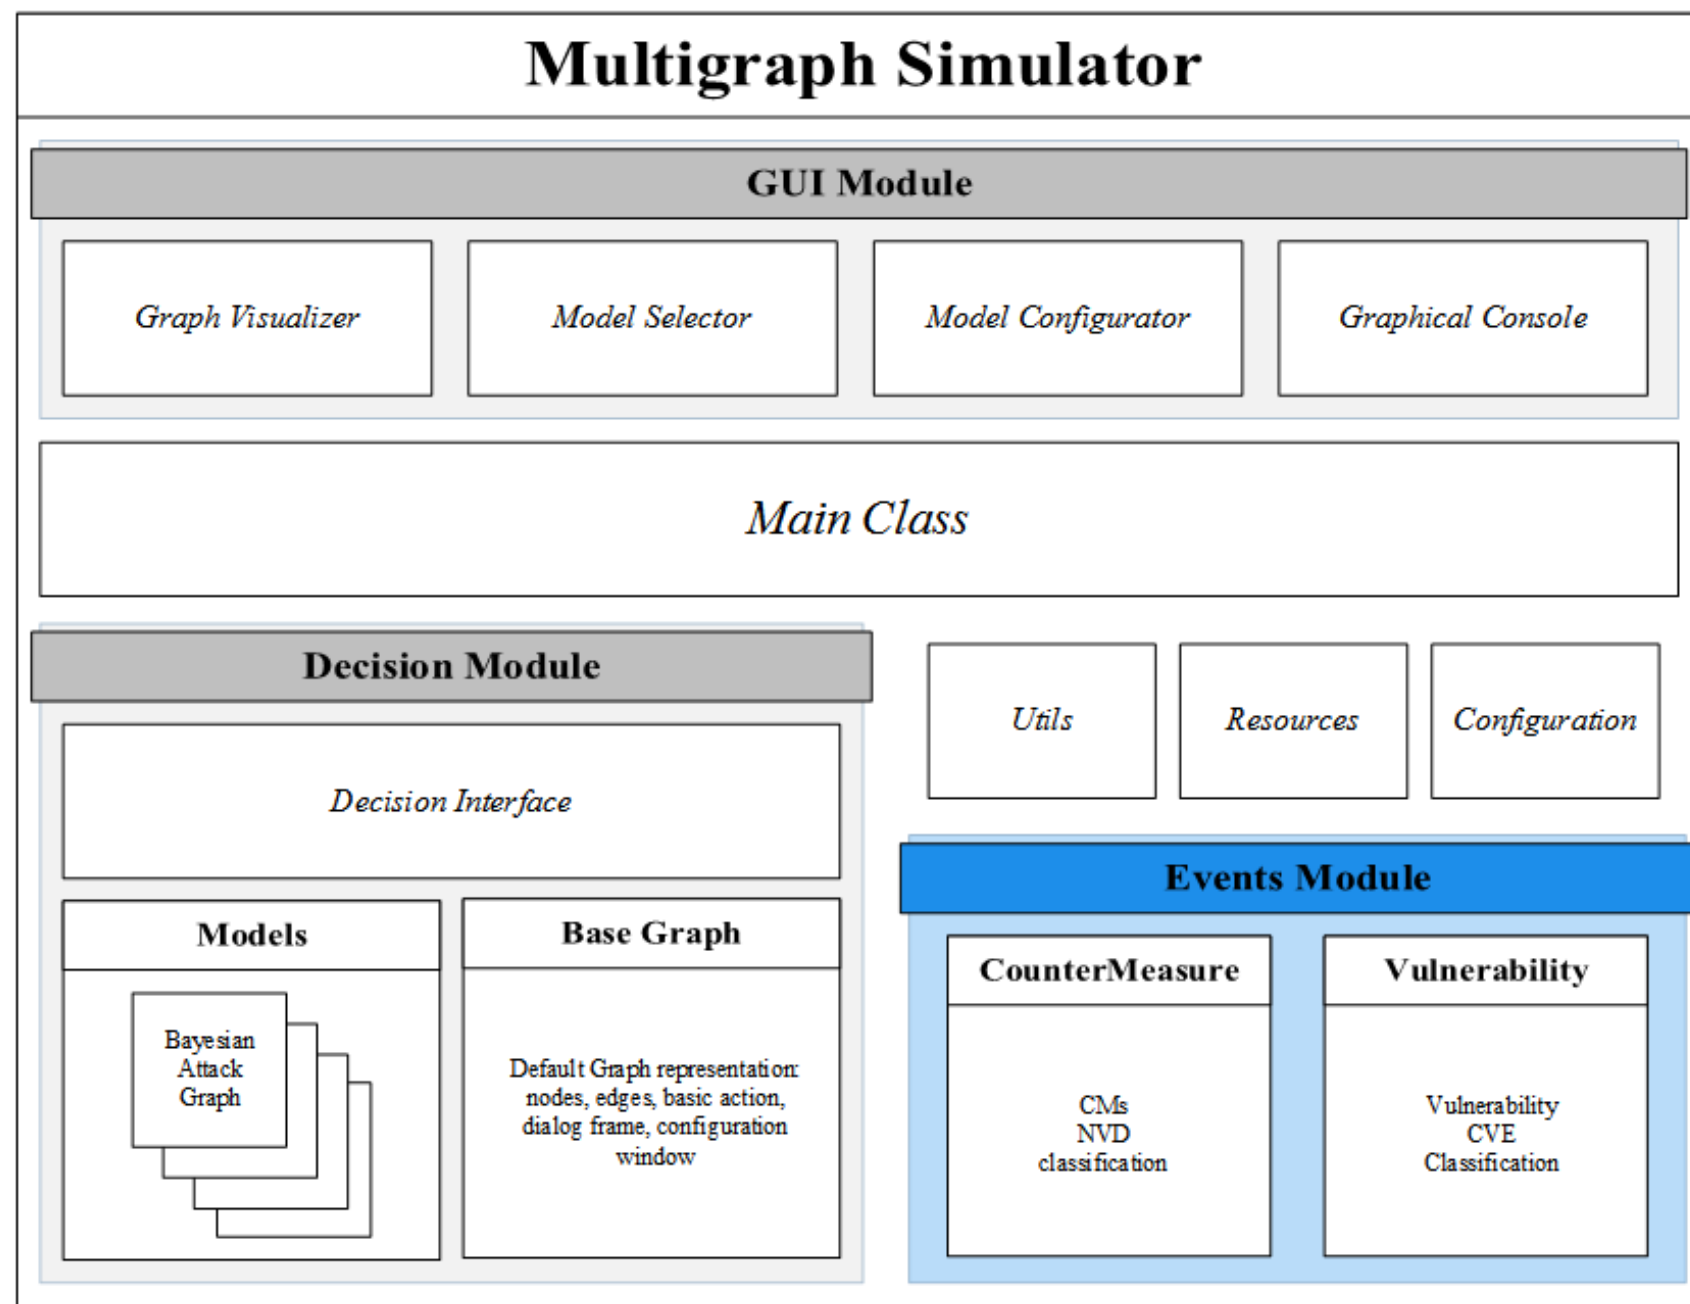 Multigraph Simulator
GUI Module
Graph Visualizer
Model Selector
Model Configurator
Graphical Console
Main Class
Decision Module
Decision Interface
Models
Bayesian
Attack
Graph
Base Graph
Default Graph representation:
nodes, edges, basic action,
dialog frame, configuration
window
Utils
Resources
Configuration
Events Module
CounterMeasure
CMs
NVD
classification
Vulnerability
Vulnerability
CVE
Classification